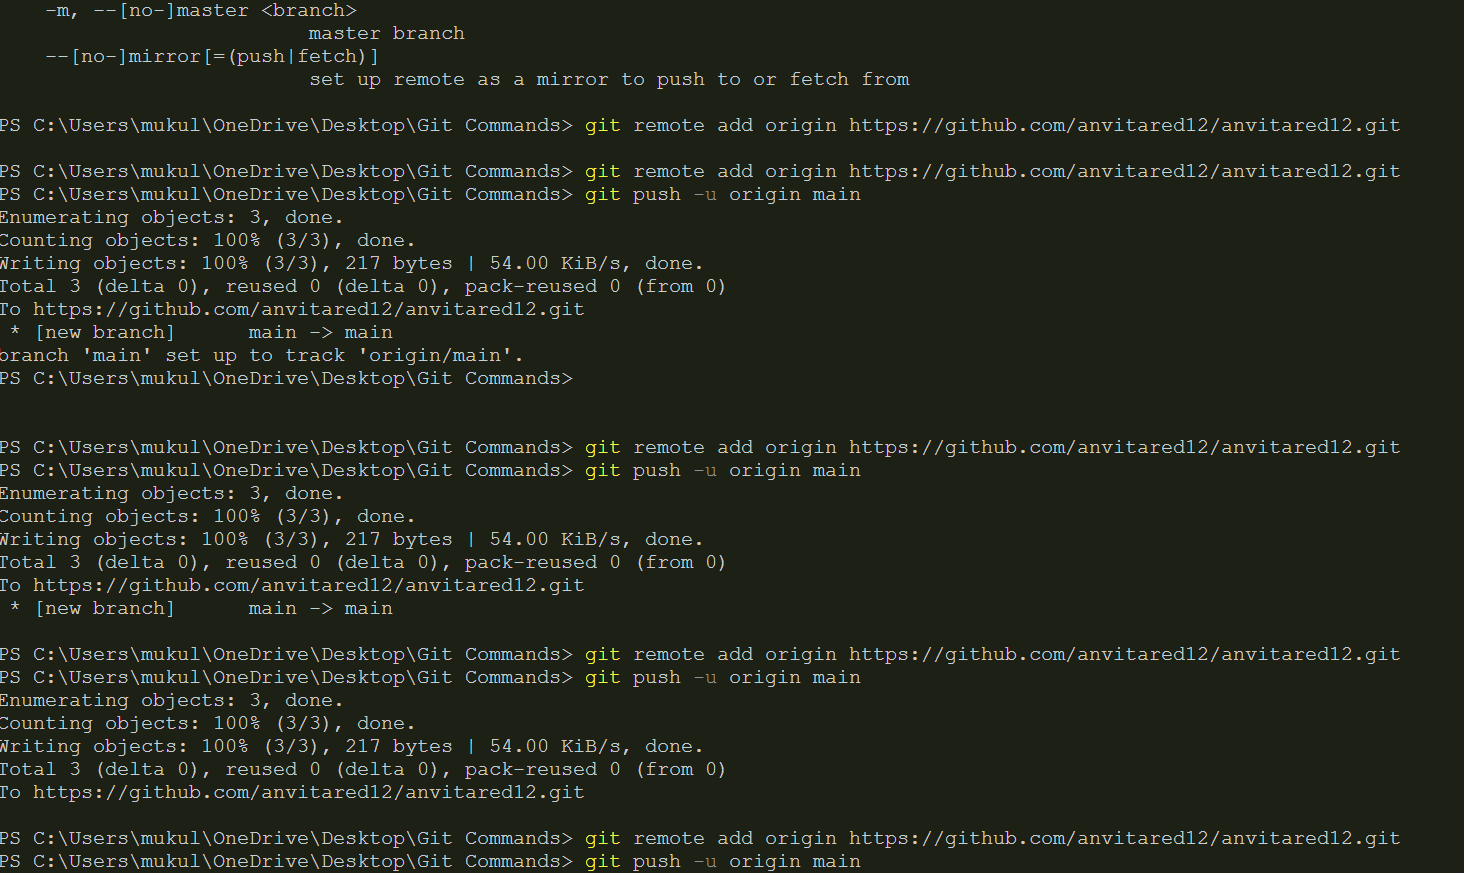 -m, --[no-]master <branch>
master branch
--[no-]mirror[=(push|fetch)]
set up remote as a mirror to push to or fetch from
PS C:\Users\mukul\OneDrive\Desktop\Git Commands> git remote add origin https://github.com/anvitared12/anvitared12.git
PS C:\Users\mukul\OneDrive\Desktop\Git Commands> git remote add origin https://github.com/anvitared12/anvitared12.git
PS C:\Users\mukul\OneDrive\Desktop\Git Commands> git push -u origin main
Enumerating objects: 3, done.
Counting objects: 100% (3/3), done.
Writing objects: 100% (3/3), 217 bytes | 54.00 KiB/s, done.
Total 3 (delta 0), reused 0 (delta 0), pack-reused 0 (from 0)
To https://github.com/anvitared12/anvitared12.git
* [new branch] main -> main
branch 'main' set up to track 'origin/main'.
PS C:\Users\mukul\OneDrive\Desktop\Git Commands>
PS C:\Users\mukul\OneDrive\Desktop\Git Commands> git remote add origin https://github.com/anvitared12/anvitared12.git
PS C:\Users\mukul\OneDrive\Desktop\Git Commands> git push -u origin main
Enumerating objects: 3, done.
Counting objects: 100% (3/3), done.
Writing objects: 100% (3/3), 217 bytes | 54.00 KiB/s, done.
Total 3 (delta 0), reused 0 (delta 0), pack-reused 0 (from 0)
To https://github.com/anvitared12/anvitared12.git
* [new branch] main -> main
PS C:\Users\mukul\OneDrive\Desktop\Git Commands> git remote add origin https://github.com/anvitared12/anvitared12.git
PS C:\Users\mukul\OneDrive\Desktop\Git Commands> git push -u origin main
Enumerating objects: 3, done.
Counting objects: 100% (3/3), done.
Writing objects: 100% (3/3), 217 bytes | 54.00 KiB/s, done.
Total 3 (delta 0), reused 0 (delta 0), pack-reused 0 (from 0)
To https://github.com/anvitared12/anvitared12.git
PS C:\Users\mukul\OneDrive\Desktop\Git Commands> git remote add origin https://github.com/anvitared12/anvitared12.git
PS C:\Users\mukul\OneDrive\Desktop\Git Commands> git push -u origin main